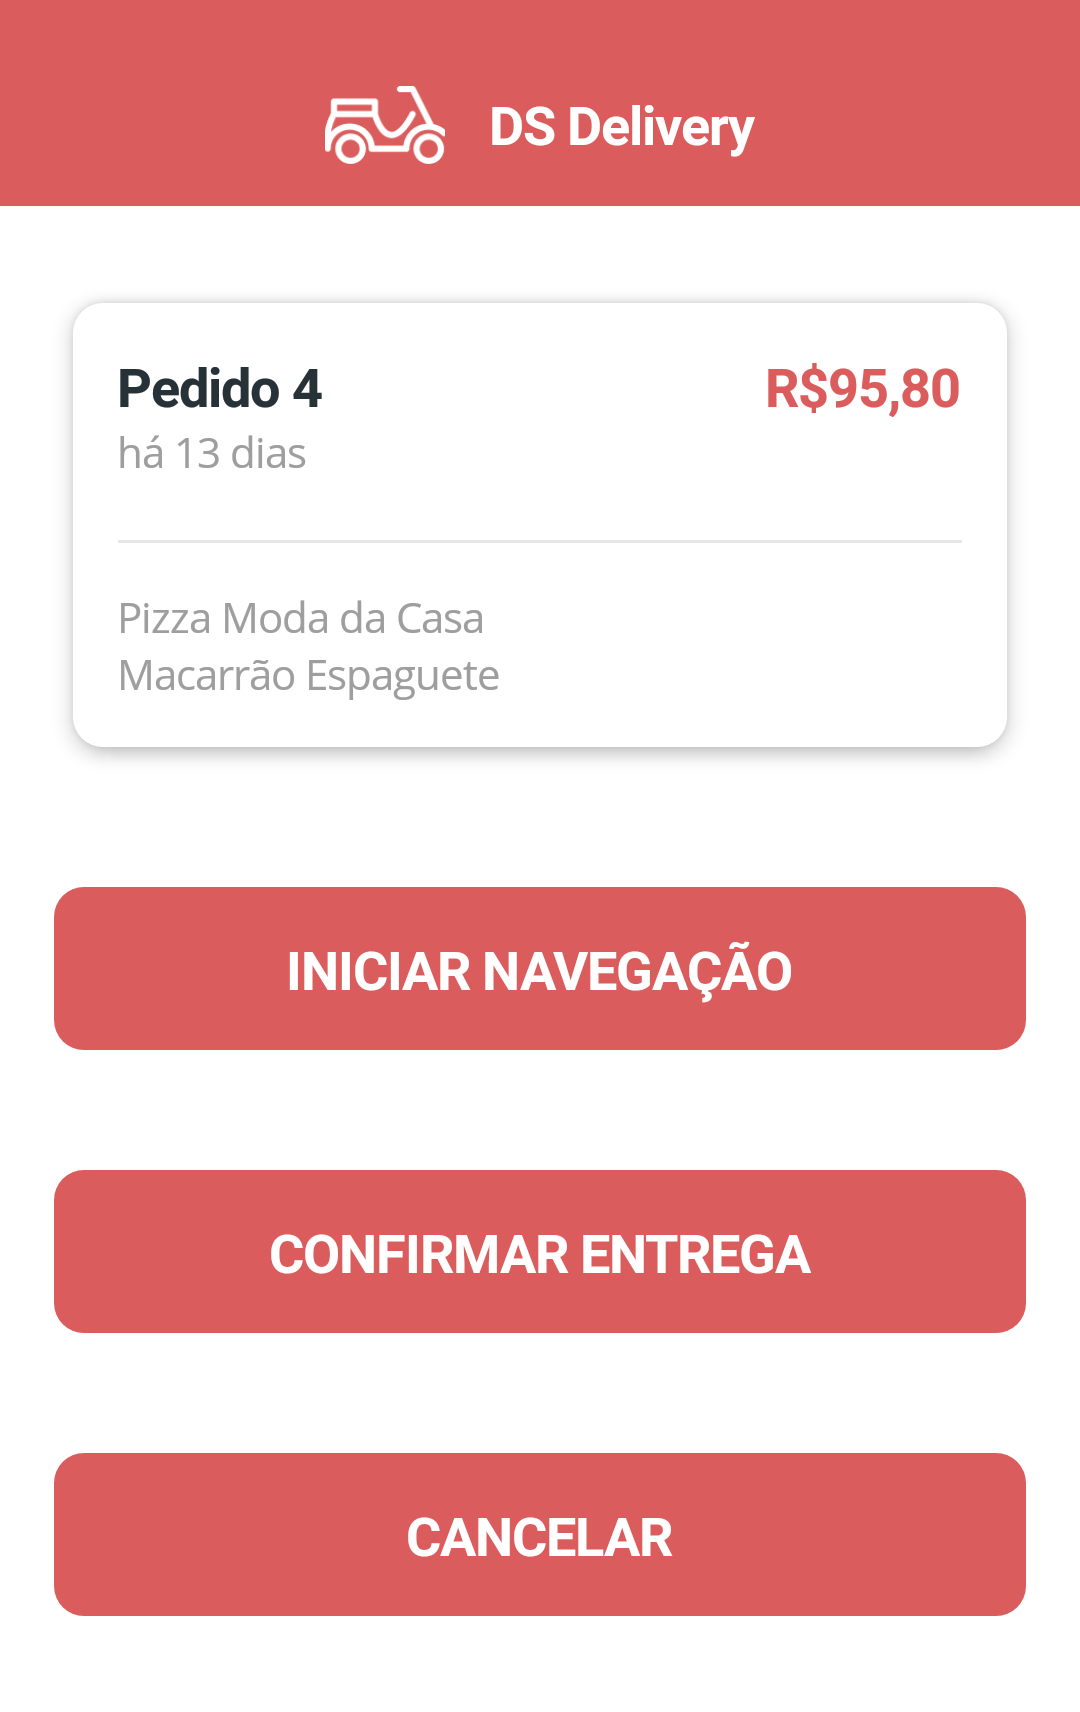 DS Delivery
Pedido 4
R$95,80
há 13 dias
Pizza Moda da Casa
Macarrão Espaguete
INICIAR NAVEGAÇÃO
CONFIRMAR ENTREGA
CANCELAR